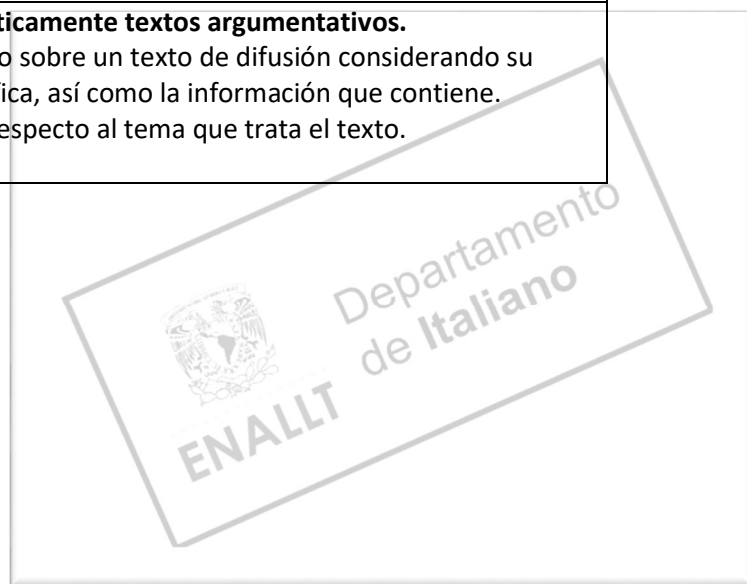 ticamente textos argumentativos.
o sobre un texto de difusión considerando su
fica, así como la información que contiene.
especto al tema que trata el texto.
Departamento
de Italiano
ENALLT